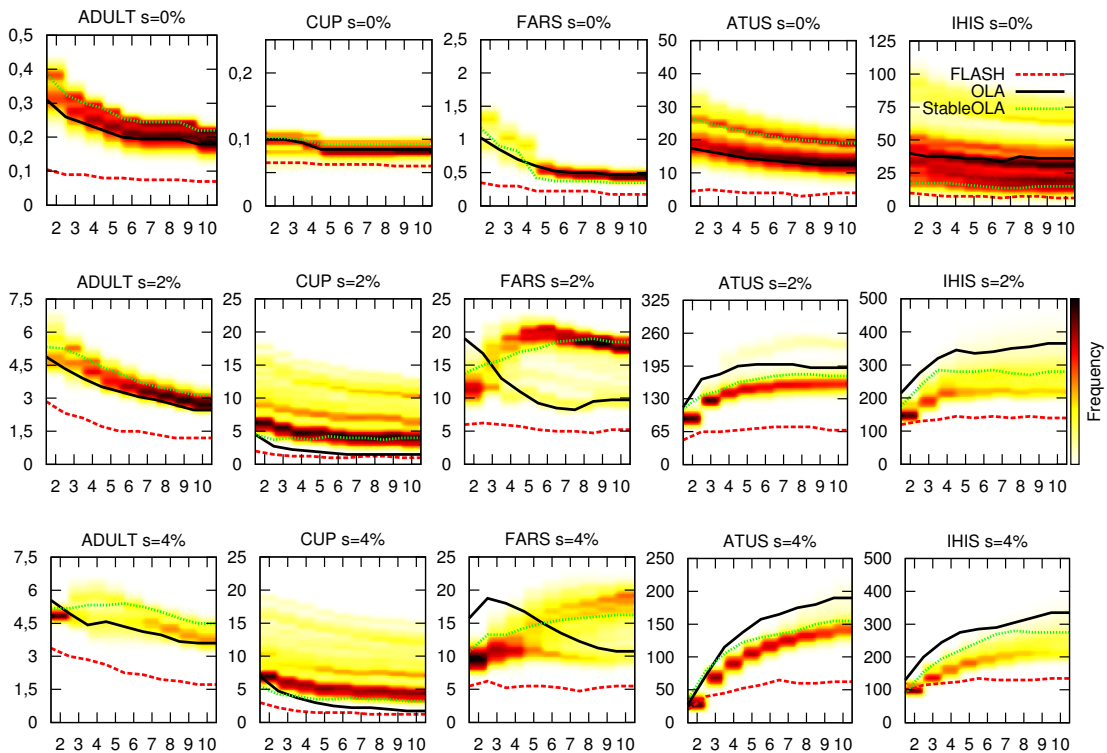 ADULT s=0% CUP s=0% FARS s=0% ATUS s=0% IHIS s=0%
0,5 0,2 2,5 50 125
0,4 2 40 100 FLASH
0,3 1,5 30 75 OLA
StableOLA
0,2 0,1 1 20 50
0,1 0,5 10 25
0 0 0 0 0
2 3 4 5 6 7 8 9 10 2 3 4 5 6 7 8 9 10 2 3 4 5 6 7 8 9 10 2 3 4 5 6 7 8 9 10 2 3 4 5 6 7 8 9 10
ADULT s=2% CUP s=2% FARS s=2% ATUS s=2% IHIS s=2%
7,5 25 25 325 500
6 20 20 260 400
4,5 15 15 195 300
3 10 10 130 200
1,5 5 5 65 100
0 0 0 0 0
Frequency
2 3 4 5 6 7 8 9 10 2 3 4 5 6 7 8 9 10 2 3 4 5 6 7 8 9 10 2 3 4 5 6 7 8 9 10 2 3 4 5 6 7 8 9 10
ADULT s=4% CUP s=4% FARS s=4% ATUS s=4% IHIS s=4%
7,5 25 25 250 500
6 20 20 200 400
4,5 15 15 150 300
3 10 10 100 200
1,5 5 5 50 100
0 0 0 0 0
2 3 4 5 6 7 8 9 10 2 3 4 5 6 7 8 9 10 2 3 4 5 6 7 8 9 10 2 3 4 5 6 7 8 9 10 2 3 4 5 6 7 8 9 10